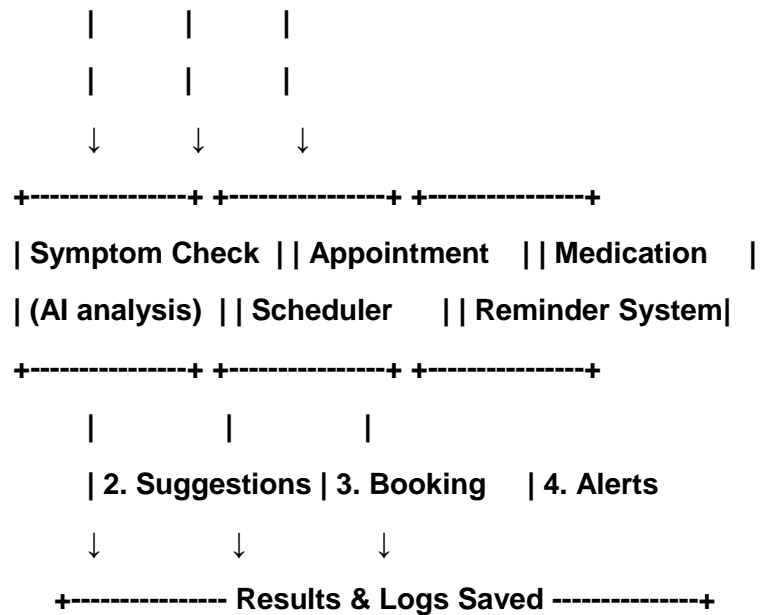 | | |
| | |
↓ ↓ ↓
+----------------+ +----------------+ +---------------+
| Symptom Check | | Appointment | | Medication |
| (AI analysis) | | Scheduler | | Reminder System|
+----------------+ +----------------+ +---------------+
| | |
| 2. Suggestions | 3. Booking | 4. Alerts
↓ ↓ ↓
+---------------- Results & Logs Saved ---------------+